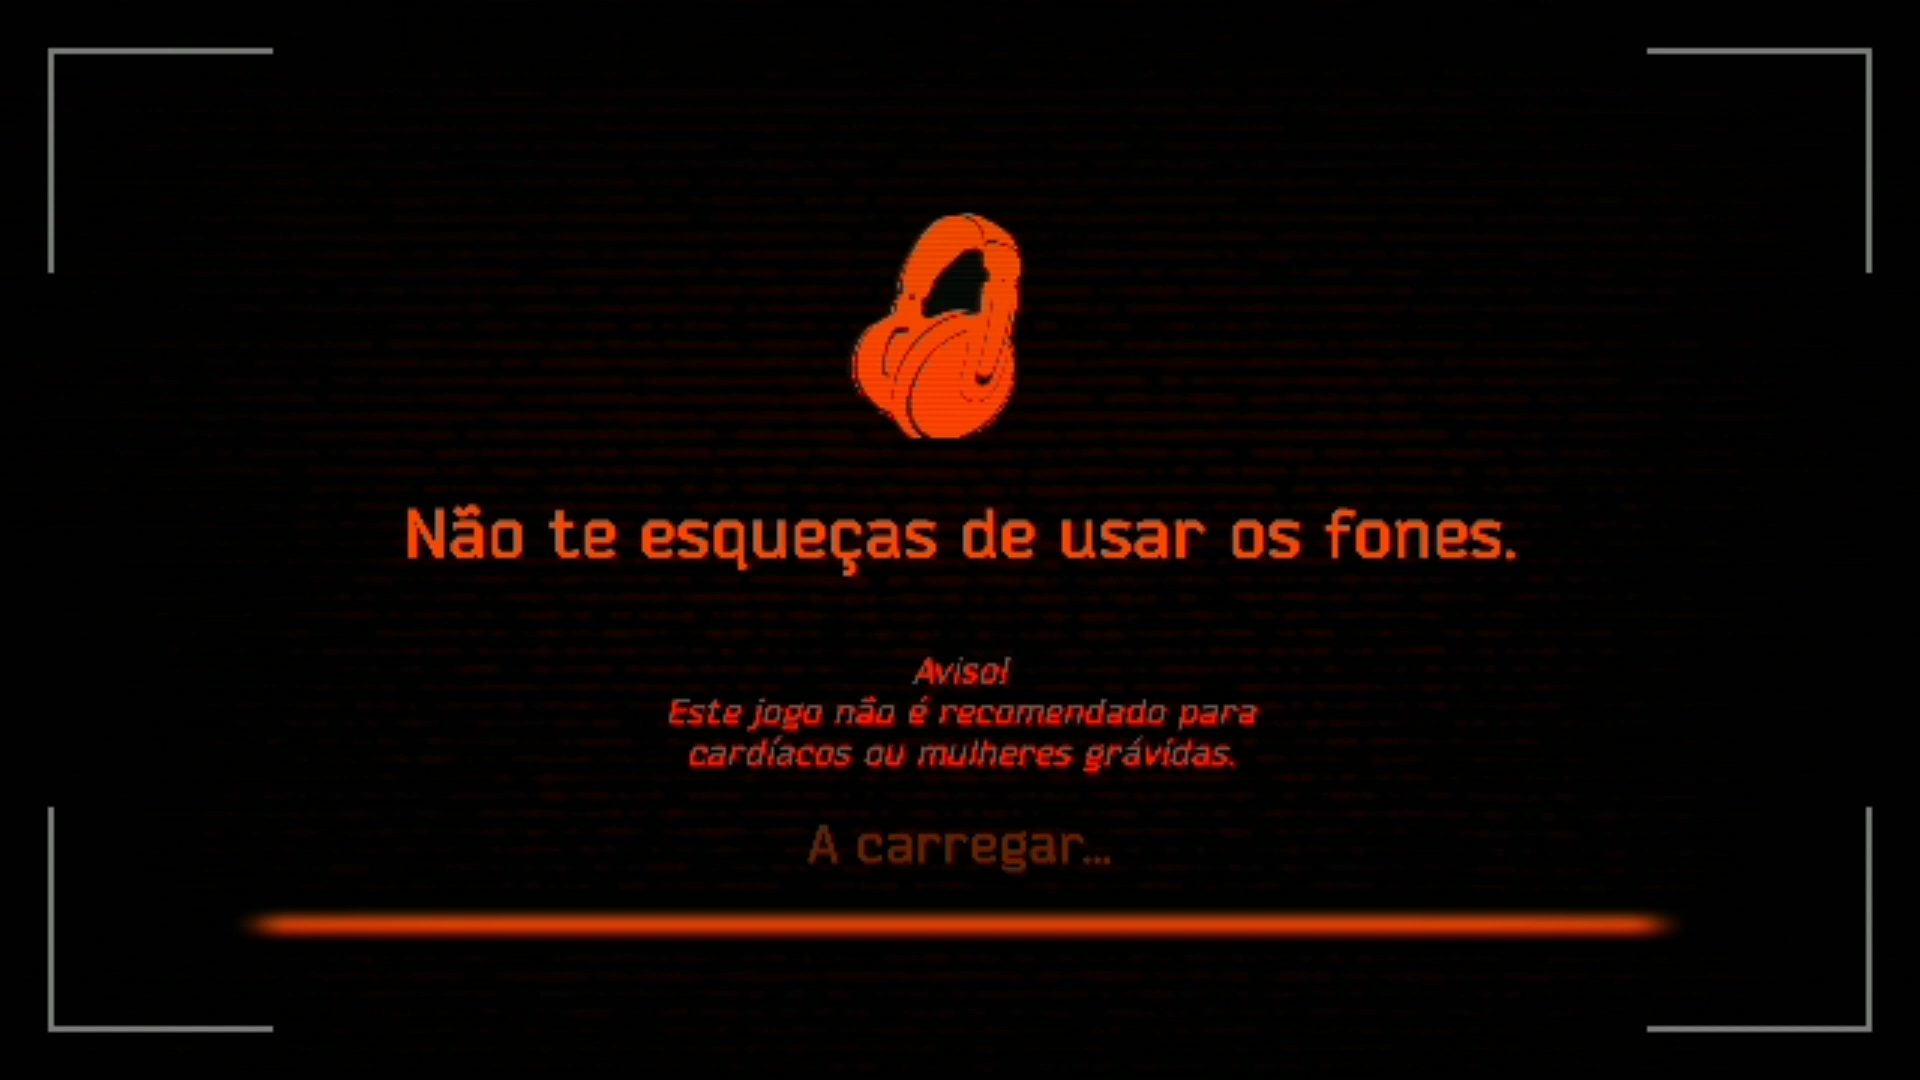 Não te esqueças de usar os fones.
Aviso!
Este jogo não é recomendado para
cardíacos ou mulheres grávidas.
A carregar...